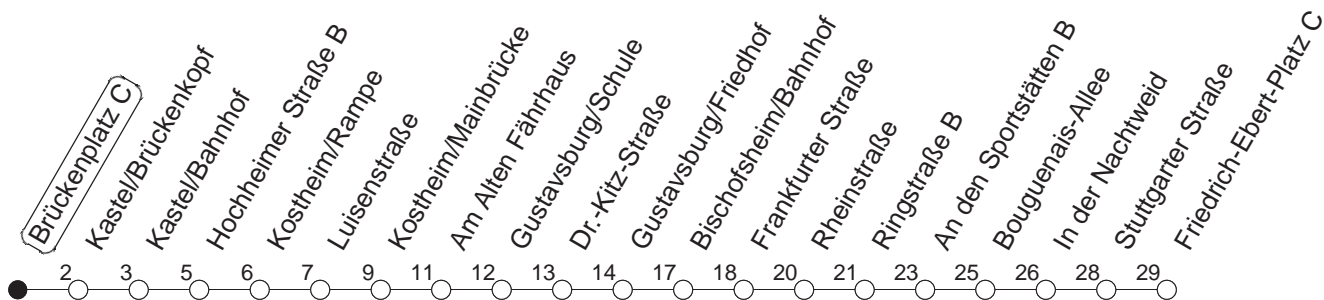 Brückenplatz C
Kastel/Brückenkopf
Kastel/Bahnhof
Hochheimer Straße B
Kostheim/Rampe
Luisenstraße
Kostheim/Mainbrücke
Am Alten Fährhaus
Gustavsburg/Schule
Dr.-Kitz-Straße
Gustavsburg/Friedhof
Bischofsheim/Bahnhof
Frankfurter Straße
Rheinstraße
Ringstraße B
An den Sportstätten B
Bouguenais-Allee
In der Nachtweid
Stuttgarter Straße
Friedrich-Ebert-Platz C
2 3 5 6 7 9 11 12 13 14 17 18 20 21 23 25 26 28 29